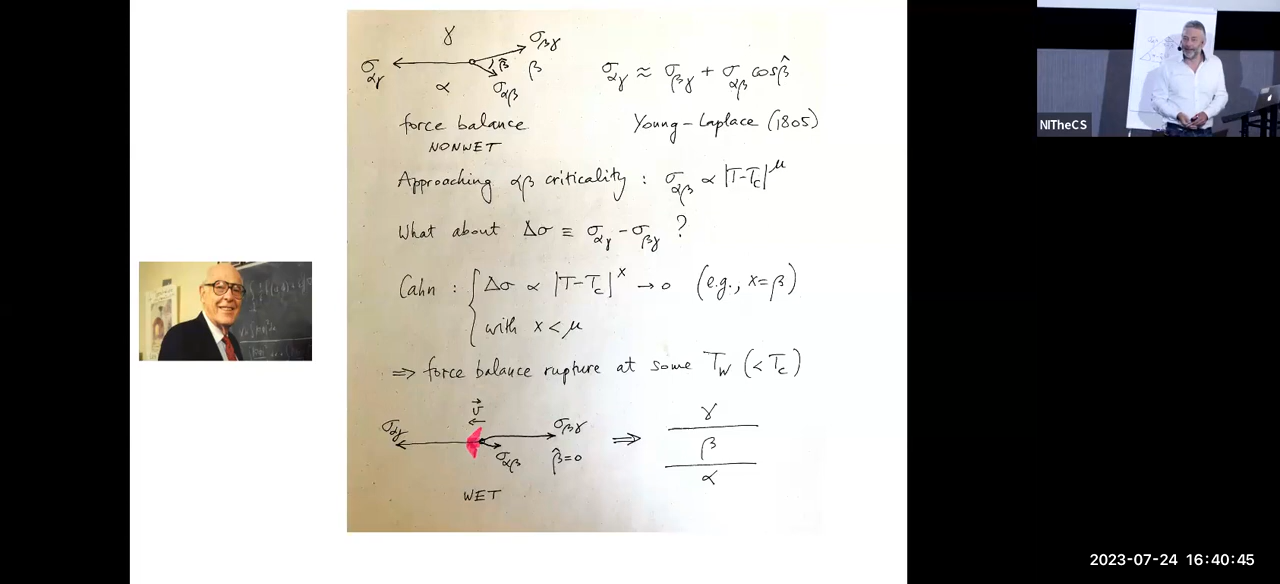 γ
σ_αγ
σ_βγ
β̂
β
α
σ_αβ
σ_αγ ≈ σ_βγ + σ_αβ cos β̂
force balance
Young-Laplace (1805)
NONWET
Approaching αβ criticality : σ_αβ ∝ |T-T_c|^μ
What about Δσ ≡ σ_αγ - σ_βγ ?
Cahn : { Δσ ∝ |T-T_c|^x → 0 (e.g., x=β)
with x < μ
⇒ force balance rupture at some T_W (< T_c)
v⃗
←
σ_αγ
σ_βγ
σ_αβ
β̂=0
⇒
γ
β
α
WET
NITheCS
2023-07-24 16:40:45